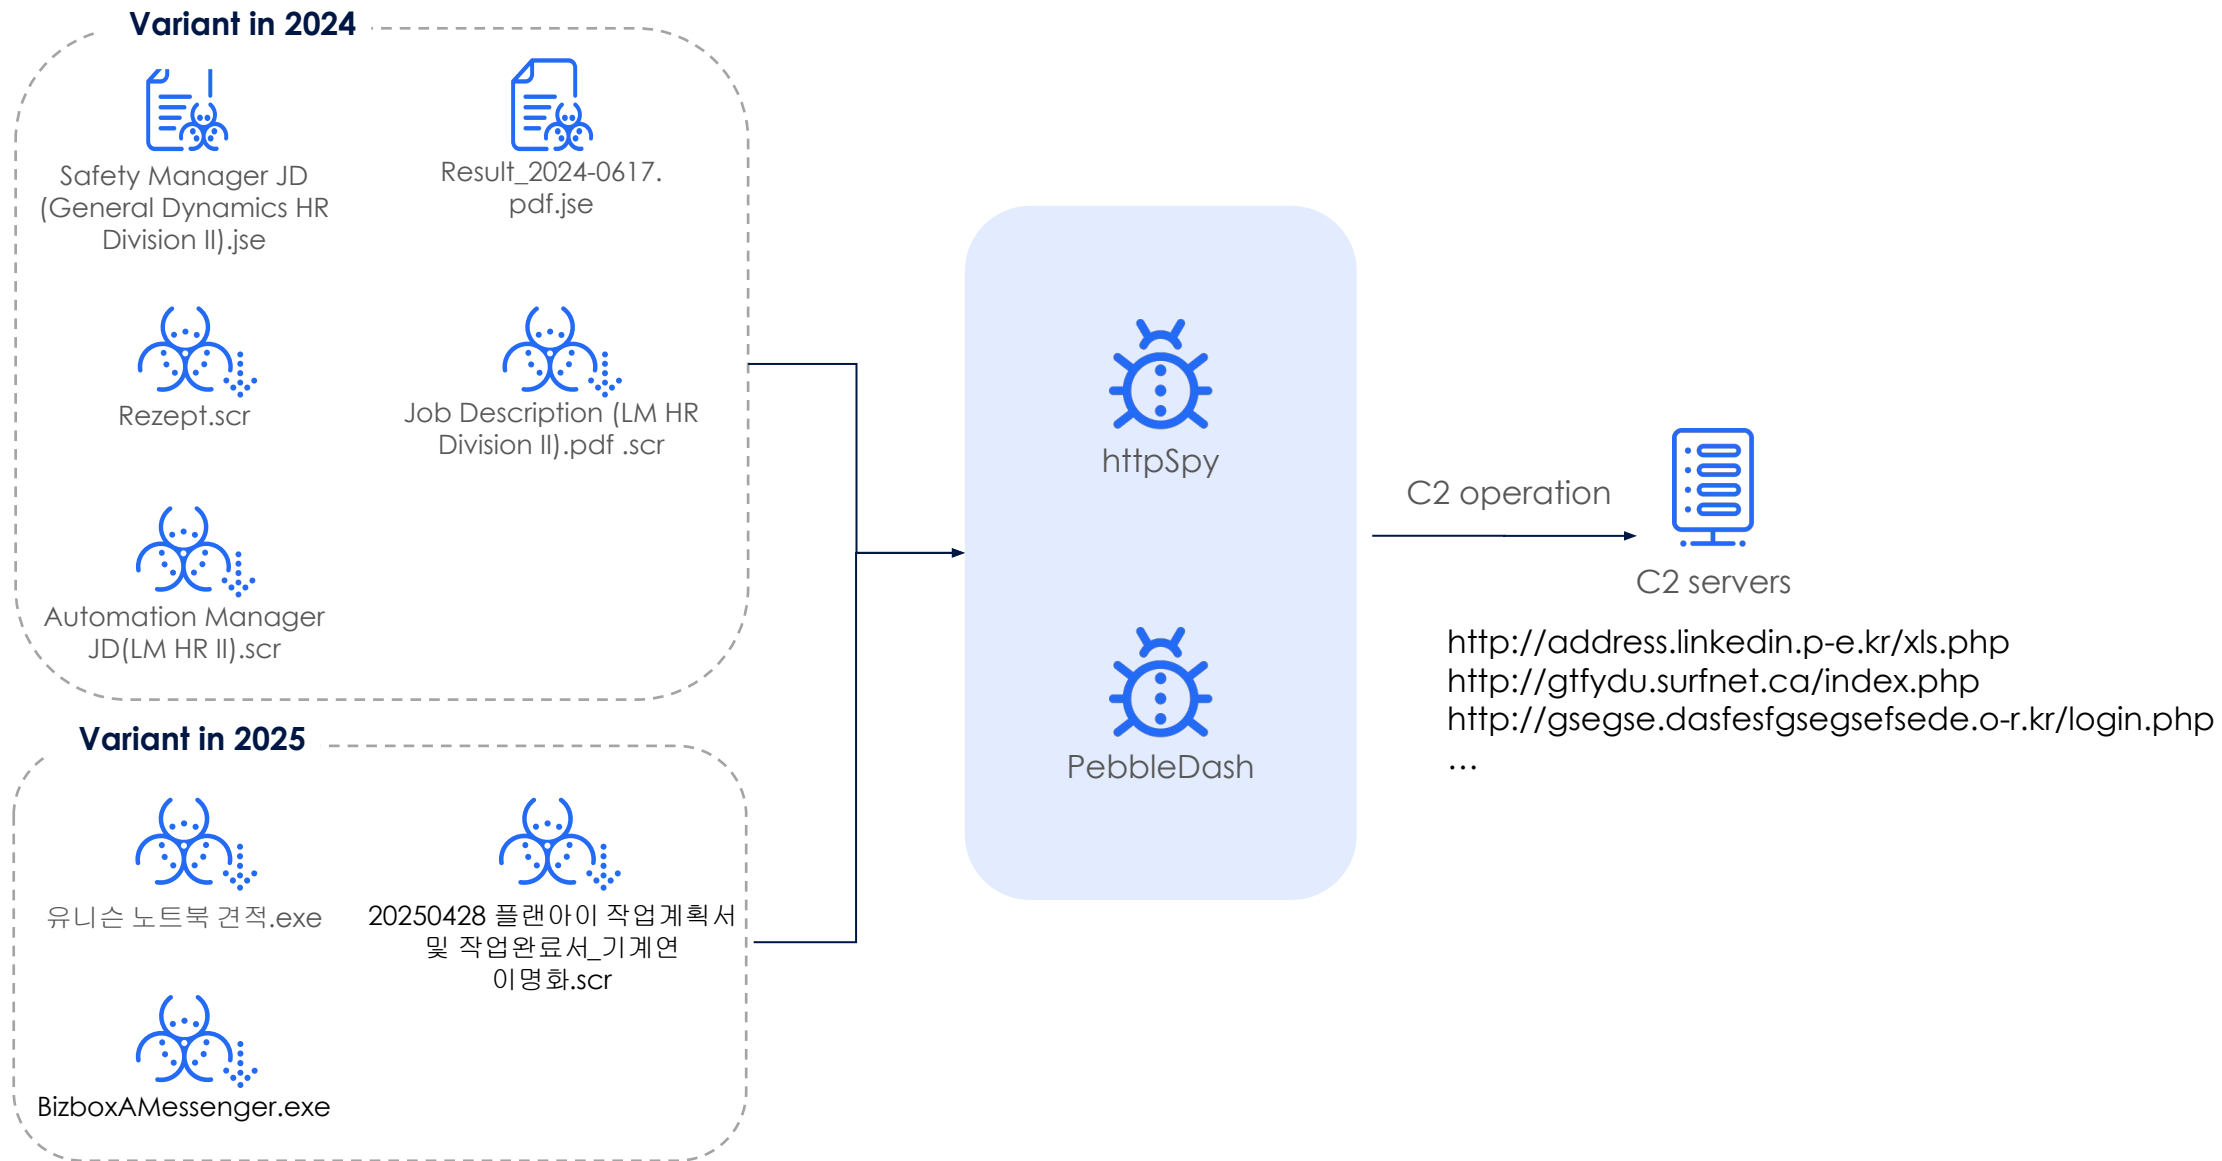 Variant in 2024
Safety Manager JD
(General Dynamics HR
Division II).jse
Result_2024-0617.
pdf.jse
Rezept.scr
Job Description (LM HR
Division II).pdf .scr
Automation Manager
JD(LM HR II).scr
Variant in 2025
유니슨 노트북 견적.exe
20250428 플랜아이 작업계획서
및 작업완료서_기계연
이명화.scr
BizboxAMessenger.exe
httpSpy
PebbleDash
C2 operation
C2 servers
http://address.linkedin.p-e.kr/xls.php
http://gtfydu.surfnet.ca/index.php
http://gsegse.dasfesfgsegsefsede.o-r.kr/login.php
...